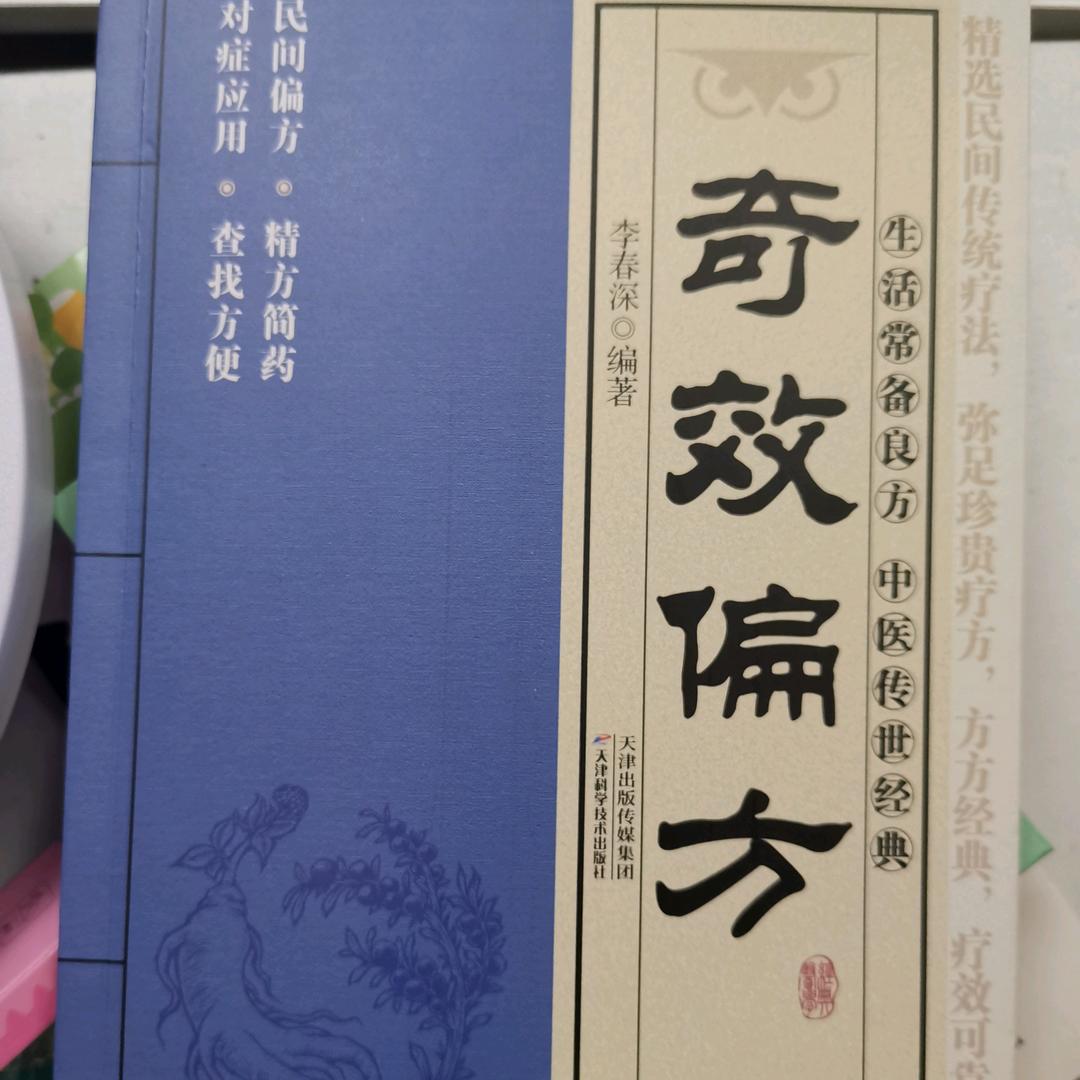 精选民间传统疗法，弥足珍贵疗方，方方经典，疗效可
生活常备良方 中医传世经典
奇效偏方
李春深◎编著
天津出版传媒集团
天津科学技术出版社
民间偏方◎精方简药
对症应用◎查找方便